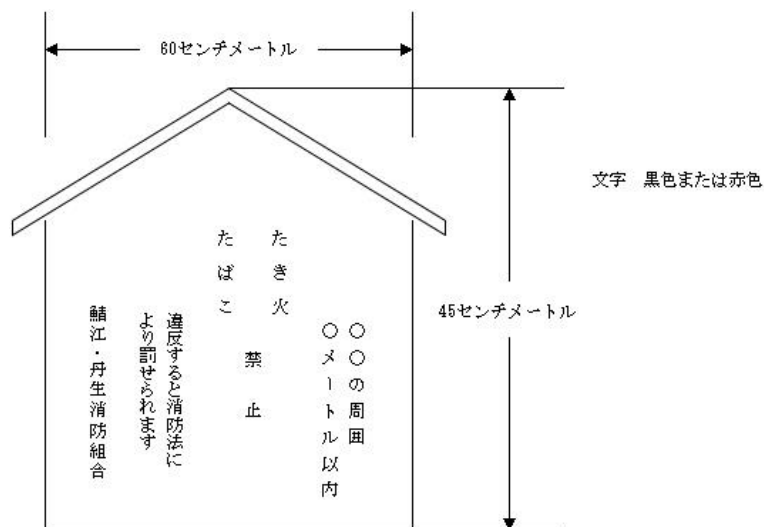 60センチメートル
文字　黒色または赤色
45センチメートル
〇〇の周囲
〇メートル以内
たき火
たばこ
禁止
違反すると消防法に
より罰せられます
鯖江・丹生消防組合